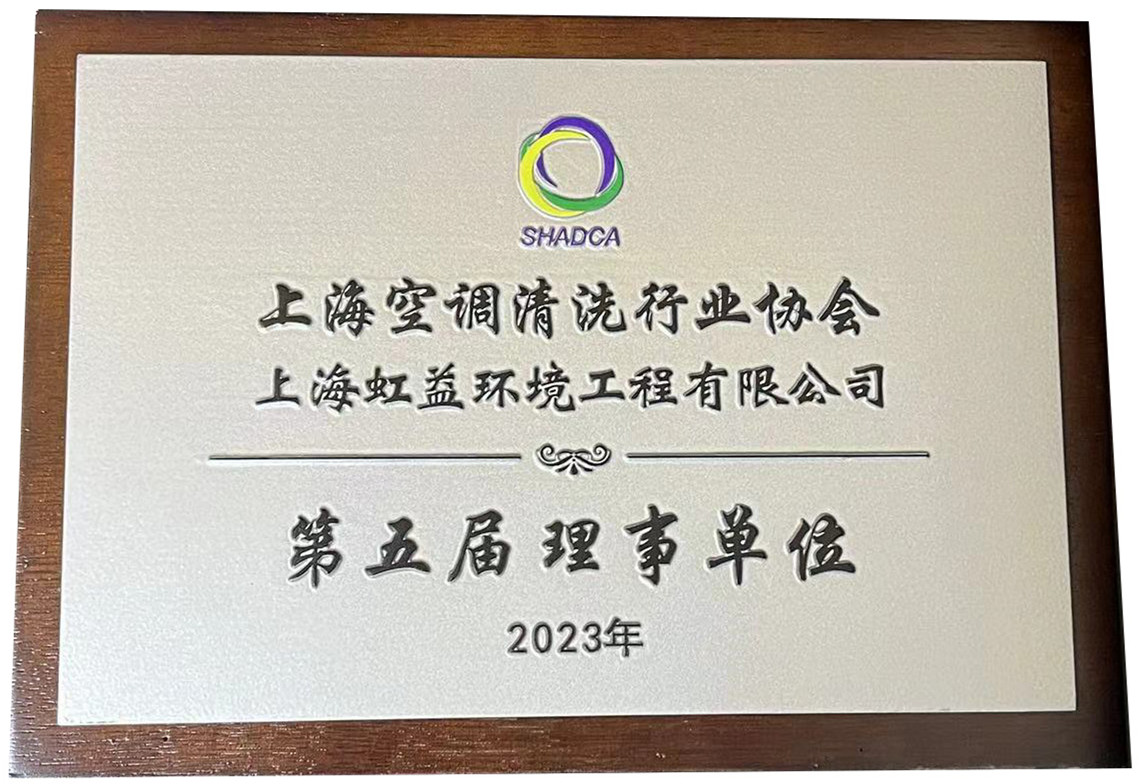 SHADCA
上海空调清洗行业协会
上海虹益环境工程有限公司
第五届 理事单位
2023年